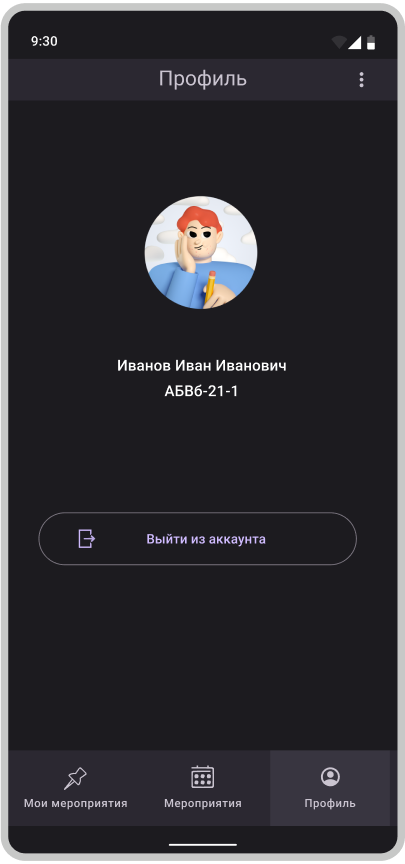 9:30
Профиль
Иванов Иван Иванович
АБВб-21-1
Выйти из аккаунта
Мои мероприятия
Мероприятия
Профиль